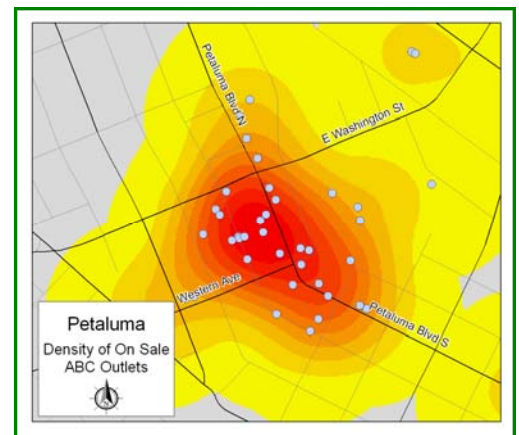 Petaluma Blvd N
E Washington St
Western Ave
Petaluma Blvd S
Petaluma
Density of On Sale
ABC Outlets